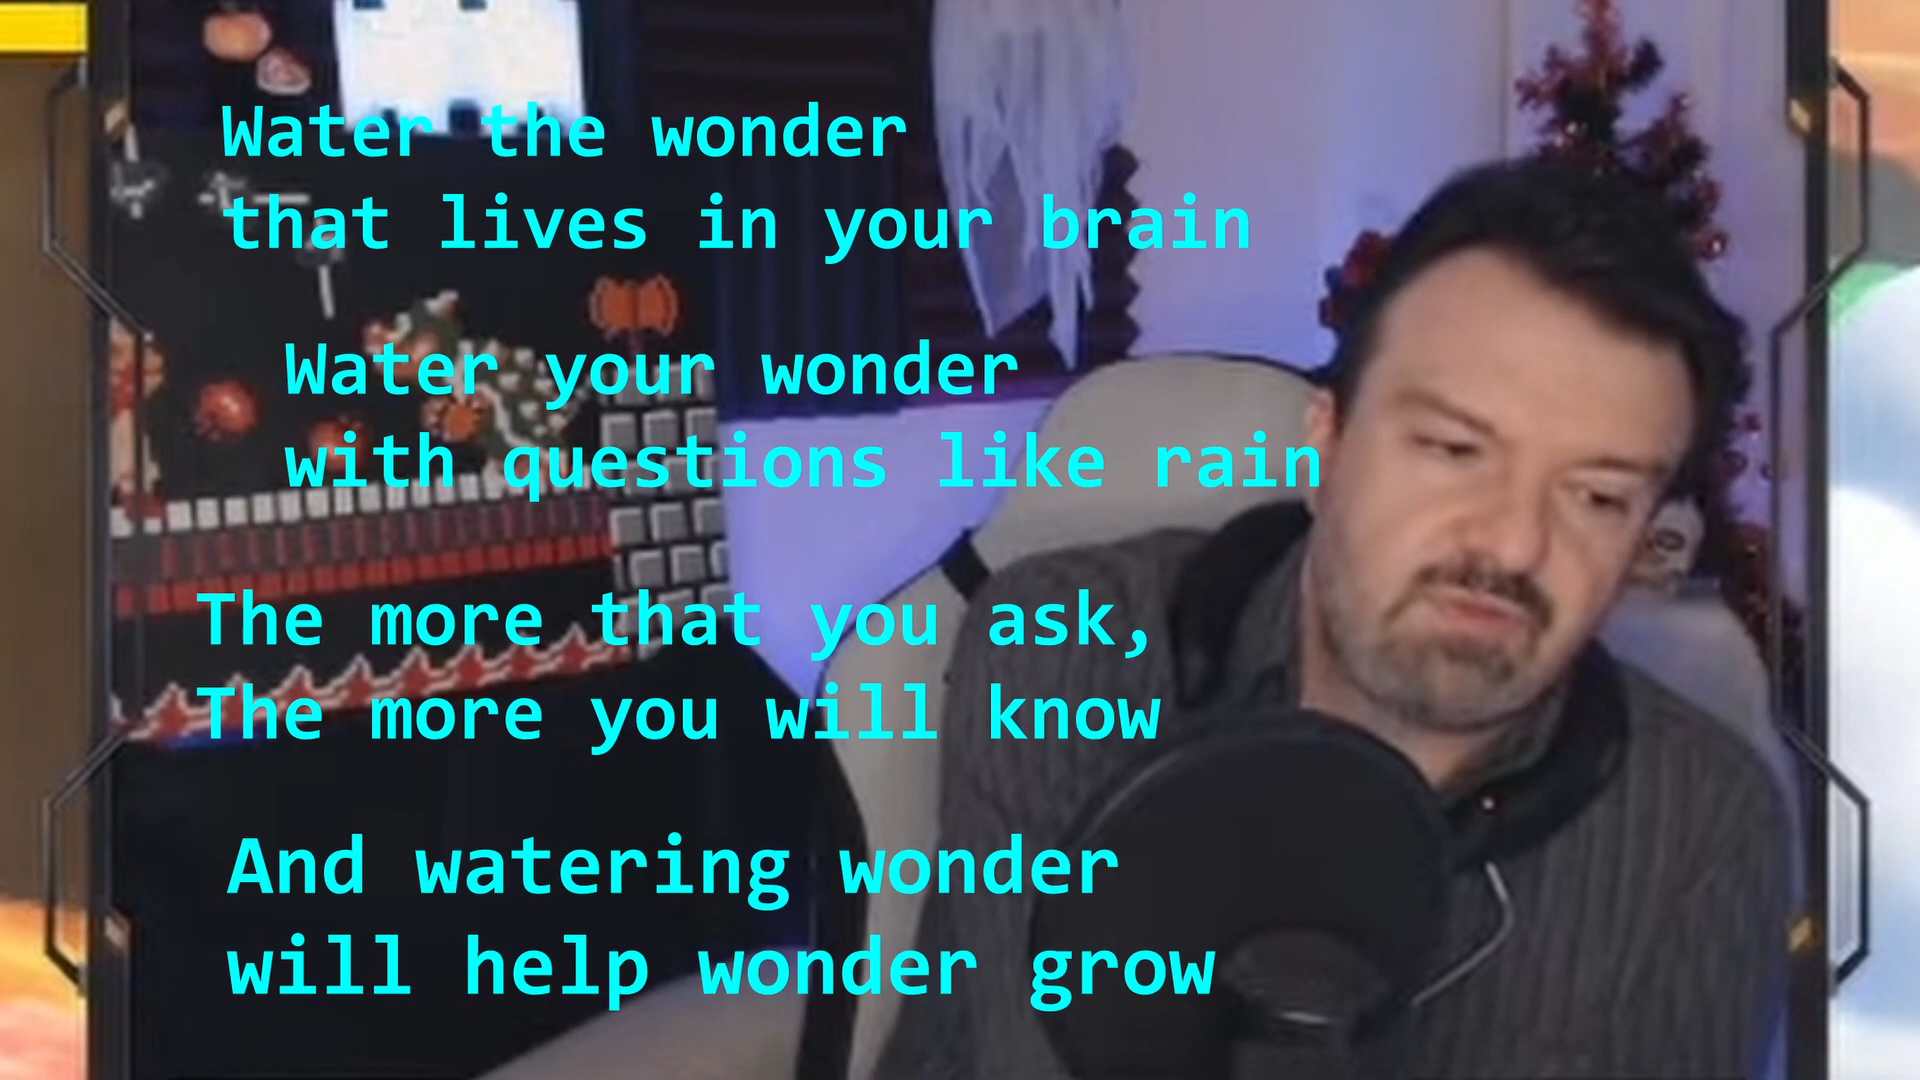 Water the wonder
that lives in your brain
Water your wonder
with questions like rain
The more that you ask,
The more you will know
And watering wonder
will help wonder grow